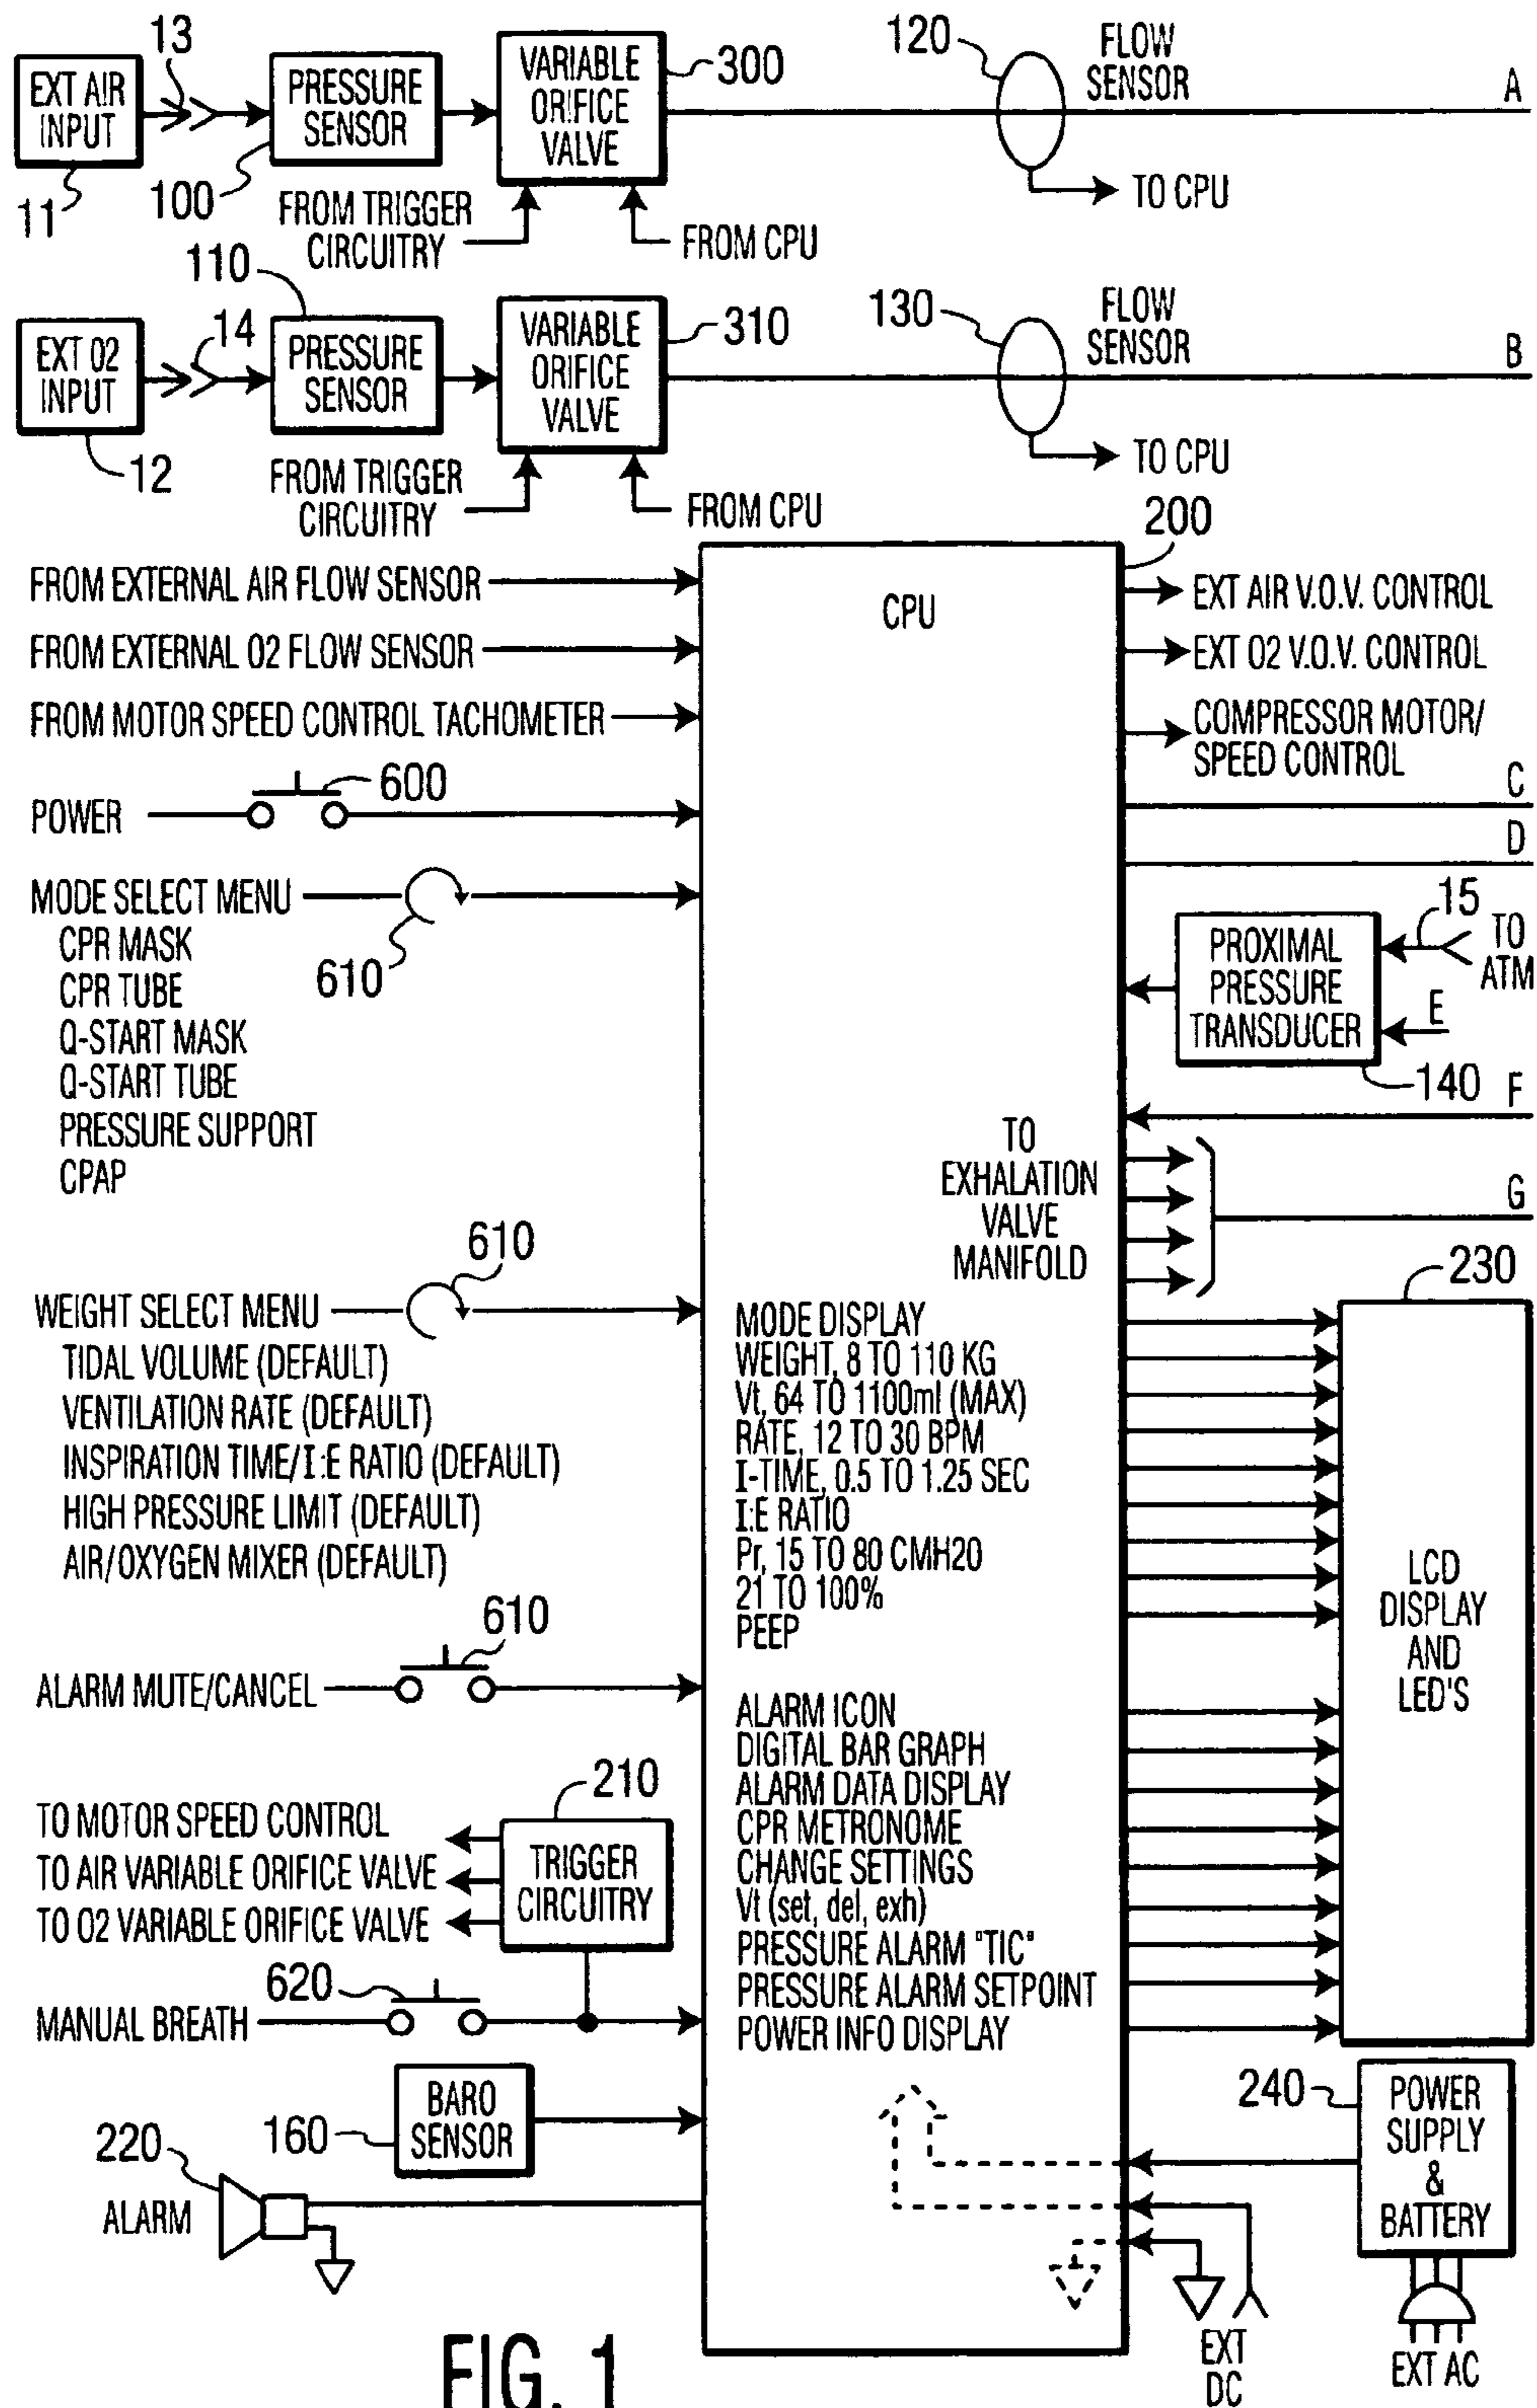 EXT AIR
INPUT
11
13
PRESSURE
SENSOR
100
VARIABLE
ORIFICE
VALVE
300
FROM TRIGGER
CIRCUITRY
FROM CPU
120
FLOW
SENSOR
TO CPU
A
EXT 02
INPUT
12
14
110
PRESSURE
SENSOR
VARIABLE
ORIFICE
VALVE
310
FROM TRIGGER
CIRCUITRY
FROM CPU
130
FLOW
SENSOR
TO CPU
B
200
CPU
FROM EXTERNAL AIR FLOW SENSOR
FROM EXTERNAL 02 FLOW SENSOR
FROM MOTOR SPEED CONTROL TACHOMETER
POWER
600
MODE SELECT MENU
610
CPR MASK
CPR TUBE
Q-START MASK
Q-START TUBE
PRESSURE SUPPORT
CPAP
WEIGHT SELECT MENU
610
TIDAL VOLUME (DEFAULT)
VENTILATION RATE (DEFAULT)
INSPIRATION TIME/I:E RATIO (DEFAULT)
HIGH PRESSURE LIMIT (DEFAULT)
AIR/OXYGEN MIXER (DEFAULT)
ALARM MUTE/CANCEL
610
TO MOTOR SPEED CONTROL
TO AIR VARIABLE ORIFICE VALVE
TO 02 VARIABLE ORIFICE VALVE
210
TRIGGER
CIRCUITRY
MANUAL BREATH
620
BARO
SENSOR
160
220
ALARM
EXT AIR V.O.V. CONTROL
EXT 02 V.O.V. CONTROL
COMPRESSOR MOTOR/
SPEED CONTROL
C
D
PROXIMAL
PRESSURE
TRANSDUCER
15
TO
ATM
E
140
F
TO
EXHALATION
VALVE
MANIFOLD
G
MODE DISPLAY
WEIGHT, 8 TO 110 KG
Vt, 64 TO 1100ml (MAX)
RATE, 12 TO 30 BPM
I-TIME, 0.5 TO 1.25 SEC
I:E RATIO
Pr, 15 TO 80 CMH20
21 TO 100%
PEEP
ALARM ICON
DIGITAL BAR GRAPH
ALARM DATA DISPLAY
CPR METRONOME
CHANGE SETTINGS
Vt (set, del, exh)
PRESSURE ALARM "TIC"
PRESSURE ALARM SETPOINT
POWER INFO DISPLAY
230
LCD
DISPLAY
AND
LED'S
240
POWER
SUPPLY
&
BATTERY
EXT
DC
EXT AC
FIG. 1